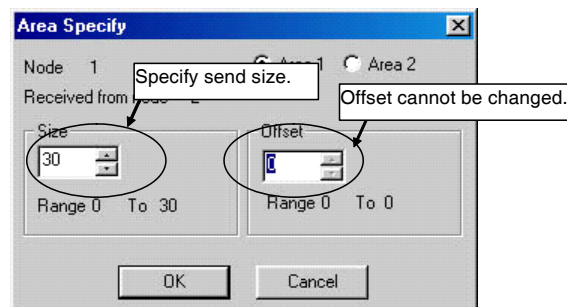 Area Specify
Node 1 Area 1 Area 2
Specify send size.
Received from Node 2
Offset cannot be changed.
Size Offset
30 0
Range 0 To 30 Range 0 To 0
OK Cancel